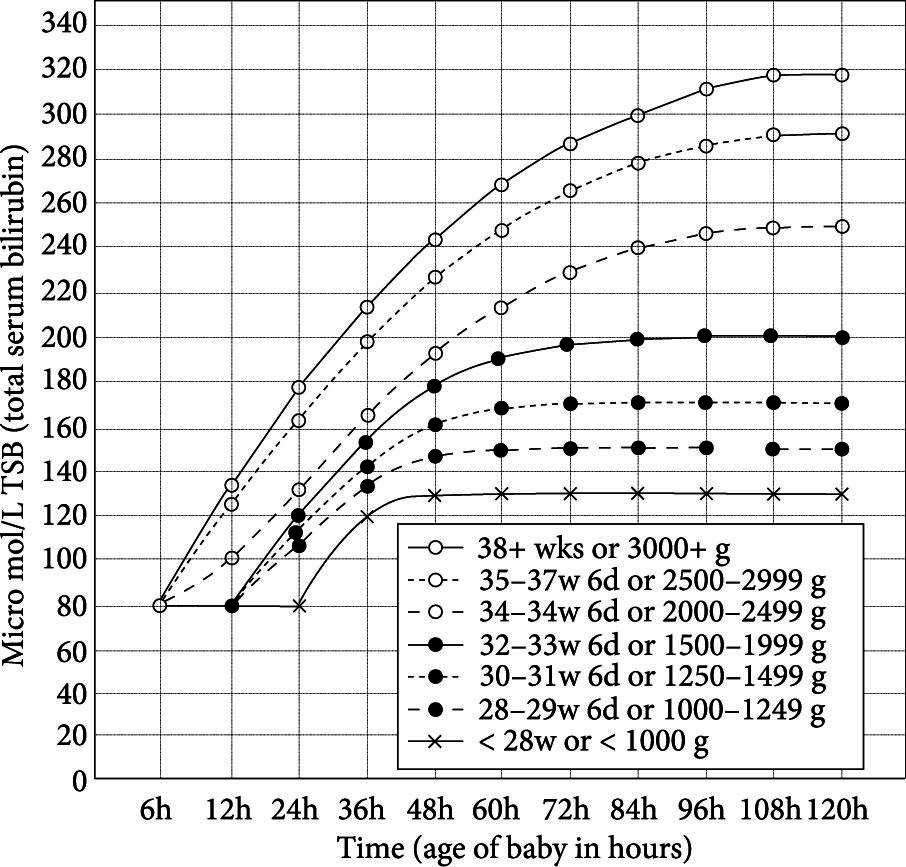 Micro mol/L TSB (total serum bilirubin)
340
320
300
280
260
240
220
200
180
160
140
120
100
80
60
40
20
0
38+ wks or 3000+ g
35–37w 6d or 2500–2999 g
34–34w 6d or 2000–2499 g
32–33w 6d or 1500–1999 g
30–31w 6d or 1250–1499 g
28–29w 6d or 1000–1249 g
< 28w or < 1000 g
6h 12h 24h 36h 48h 60h 72h 84h 96h 108h 120h
Time (age of baby in hours)